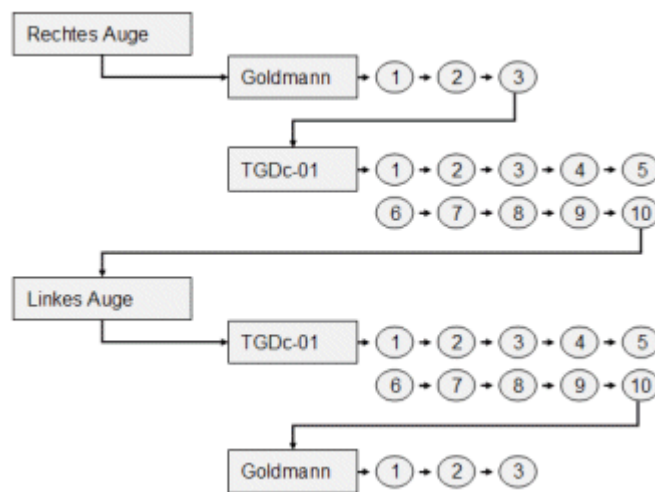 Rechtes Auge
Goldmann 1 2 3
TGDc-01 1 2 3 4 5
6 7 8 9 10
Linkes Auge
TGDc-01 1 2 3 4 5
6 7 8 9 10
Goldmann 1 2 3